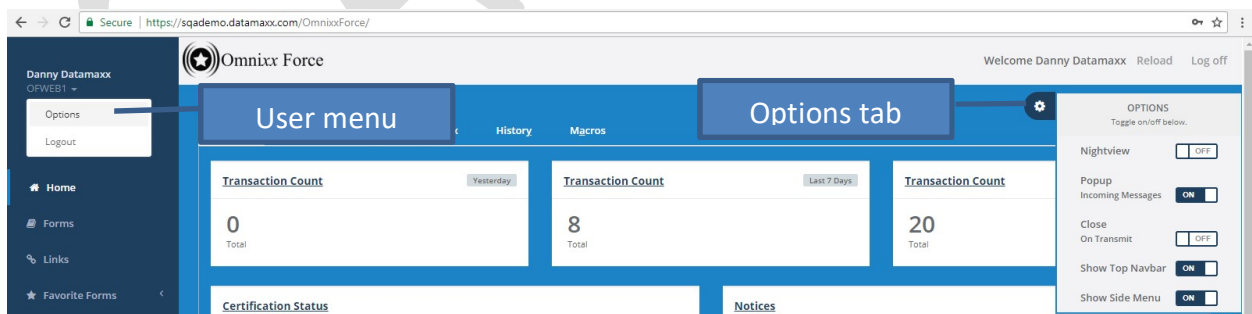 Secure | https://sqademo.datamaxx.com/OmnixxForce/
Omnixx Force
Welcome Danny Datamaxx Reload Log off
Danny Datamaxx
OFWEB1
Options
Logout
Home
Forms
Links
Favorite Forms
User menu
Options tab
History
Macros
Transaction Count
Yesterday
0
Total
Transaction Count
Last 7 Days
8
Total
Transaction Count
20
Total
Certification Status
Notices
OPTIONS
Toggle on/off below.
Nightview OFF
Popup
Incoming Messages ON
Close
On Transmit OFF
Show Top Navbar ON
Show Side Menu ON